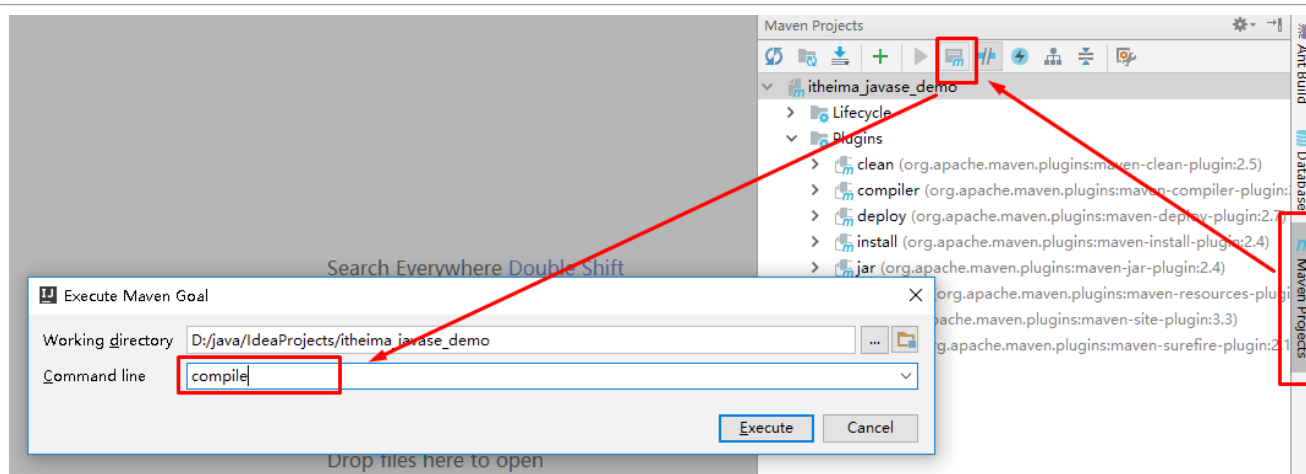 Maven Projects
itheima_javase_demo
Lifecycle
Plugins
clean (org.apache.maven.plugins:maven-clean-plugin:2.5)
compiler (org.apache.maven.plugins:maven-compiler-plugin:
deploy (org.apache.maven.plugins:maven-deploy-plugin:2.7)
install (org.apache.maven.plugins:maven-install-plugin:2.4)
jar (org.apache.maven.plugins:maven-jar-plugin:2.4)
org.apache.maven.plugins:maven-resources-plugi
pache.maven.plugins:maven-site-plugin:3.3)
g.apache.maven.plugins:maven-surefire-plugin:2.1
Ant Build
Database
Maven Projects
Search Everywhere Double Shift
Execute Maven Goal
Working directory D:/java/IdeaProjects/itheima_javase_demo ...
Command line compile
Execute Cancel
Drop files here to open